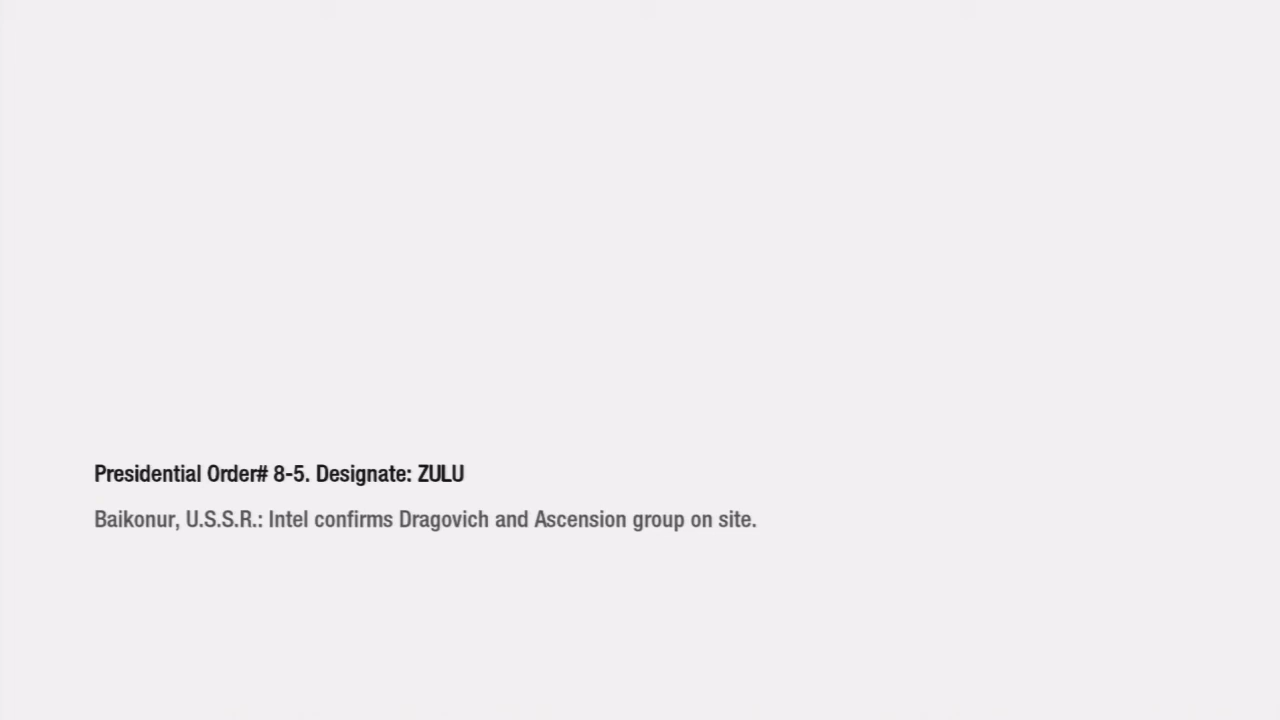 Presidential Order# 8-5. Designate: ZULU
Baikonur, U.S.S.R.: Intel confirms Dragovich and Ascension group on site.